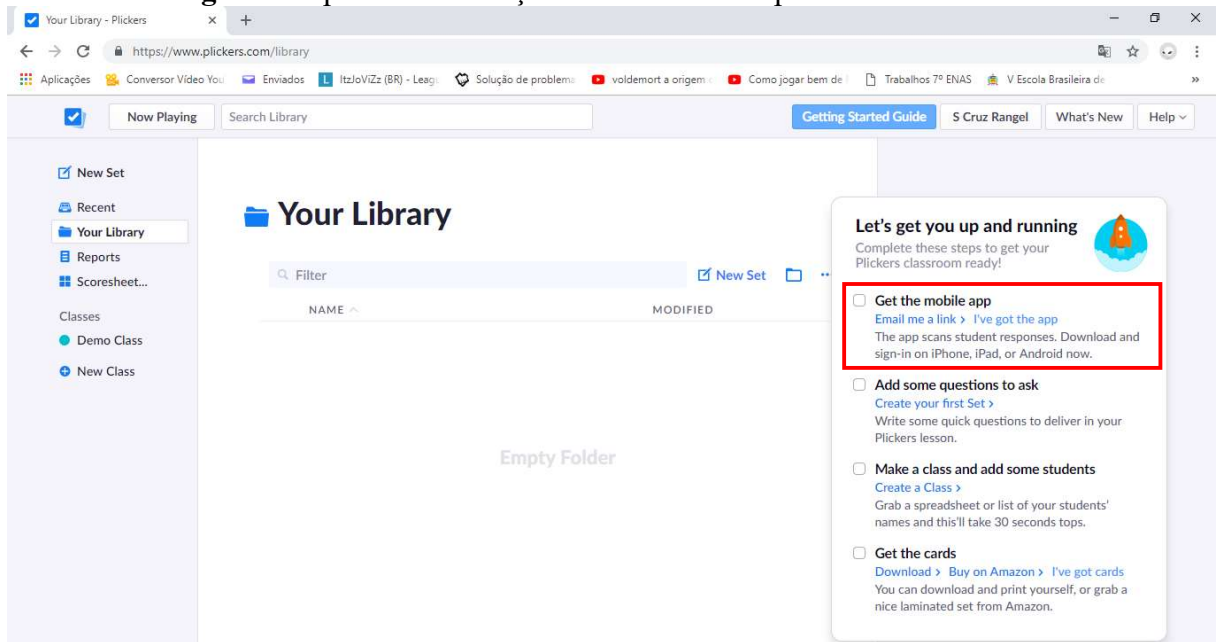 Your Library - Plickers
https://www.plickers.com/library
Aplicações Conversor Vídeo You Enviados ItzJoViZz (BR) - Leagu Solução de problema voldemort a origem Como jogar bem de Trabalhos 7º ENAS V Escola Brasileira de
Now Playing Search Library Getting Started Guide S Cruz Rangel What's New Help
New Set
Recent
Your Library
Reports
Scoresheet...
Classes
Demo Class
New Class
Your Library
Filter New Set
NAME MODIFIED
Empty Folder
Let's get you up and running
Complete these steps to get your
Plickers classroom ready!
Get the mobile app
Email me a link > I've got the app
The app scans student responses. Download and
sign-in on iPhone, iPad, or Android now.
Add some questions to ask
Create your first Set >
Write some quick questions to deliver in your
Plickers lesson.
Make a class and add some students
Create a Class >
Grab a spreadsheet or list of your students'
names and this'll take 30 seconds tops.
Get the cards
Download > Buy on Amazon > I've got cards
You can download and print yourself, or grab a
nice laminated set from Amazon.